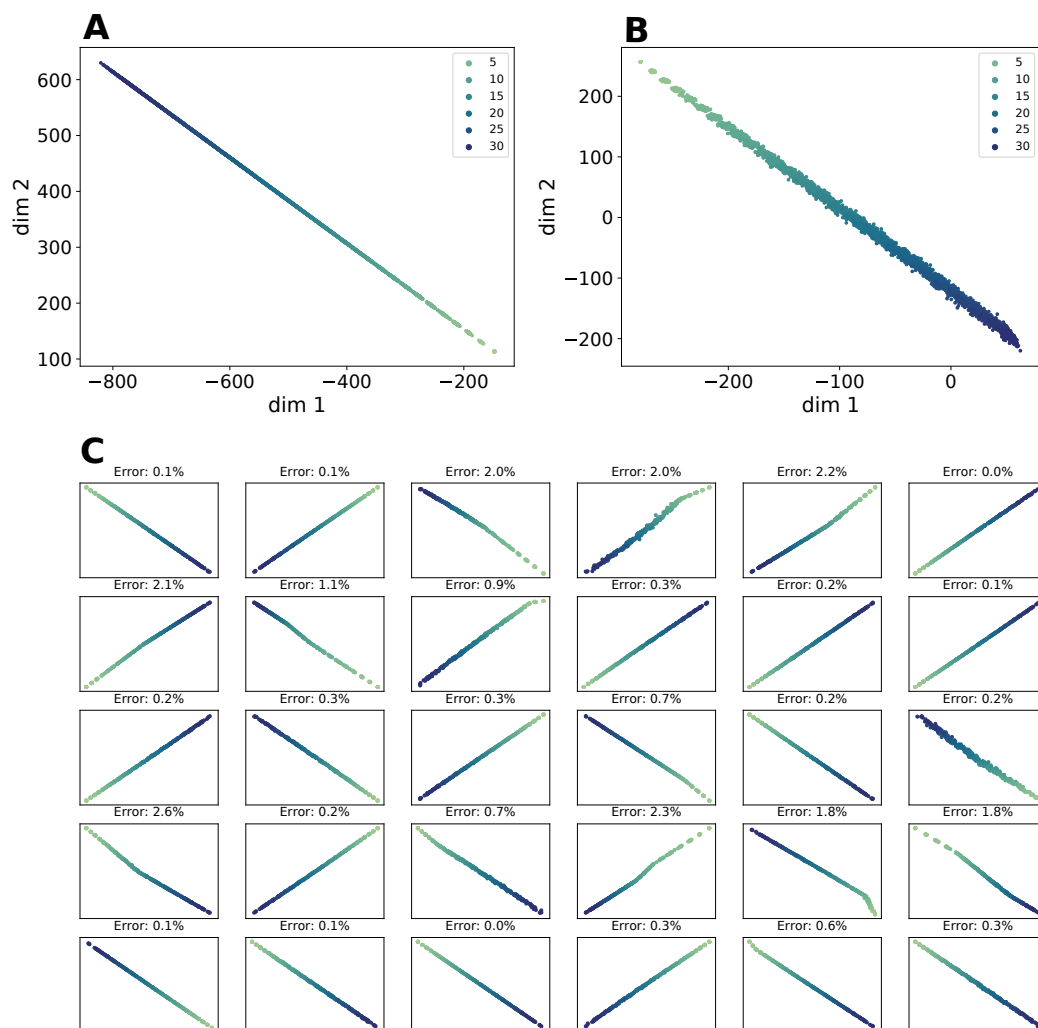 A
B
600
500
400
300
200
100
dim 2
−800
−600
−400
−200
dim 1
5
10
15
20
25
30
200
100
0
−100
−200
dim 2
−200
−100
0
dim 1
5
10
15
20
25
30
C
Error: 0.1%
Error: 0.1%
Error: 2.0%
Error: 2.0%
Error: 2.2%
Error: 0.0%
Error: 2.1%
Error: 1.1%
Error: 0.9%
Error: 0.3%
Error: 0.2%
Error: 0.1%
Error: 0.2%
Error: 0.3%
Error: 0.3%
Error: 0.7%
Error: 0.2%
Error: 0.2%
Error: 2.6%
Error: 0.2%
Error: 0.7%
Error: 2.3%
Error: 1.8%
Error: 1.8%
Error: 0.1%
Error: 0.1%
Error: 0.0%
Error: 0.3%
Error: 0.6%
Error: 0.3%